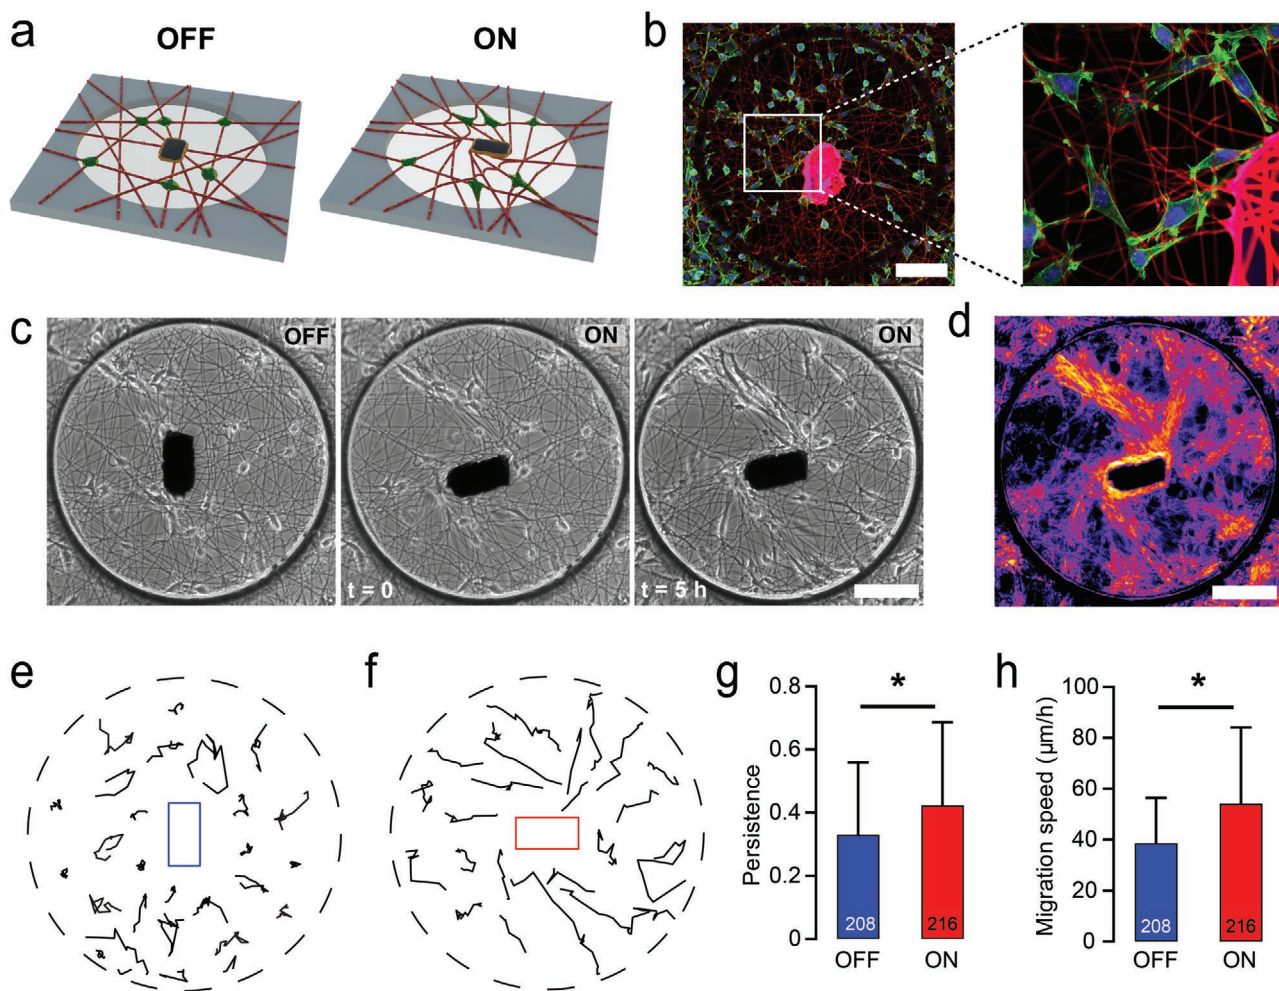 a
OFF
ON
b
c
OFF
ON
t = 0
ON
t = 5 h
d
e
f
g
Persistence
0.8
0.6
0.4
0.2
0
*
208
216
OFF
ON
h
Migration speed (µm/h)
100
80
60
40
20
0
*
208
216
OFF
ON